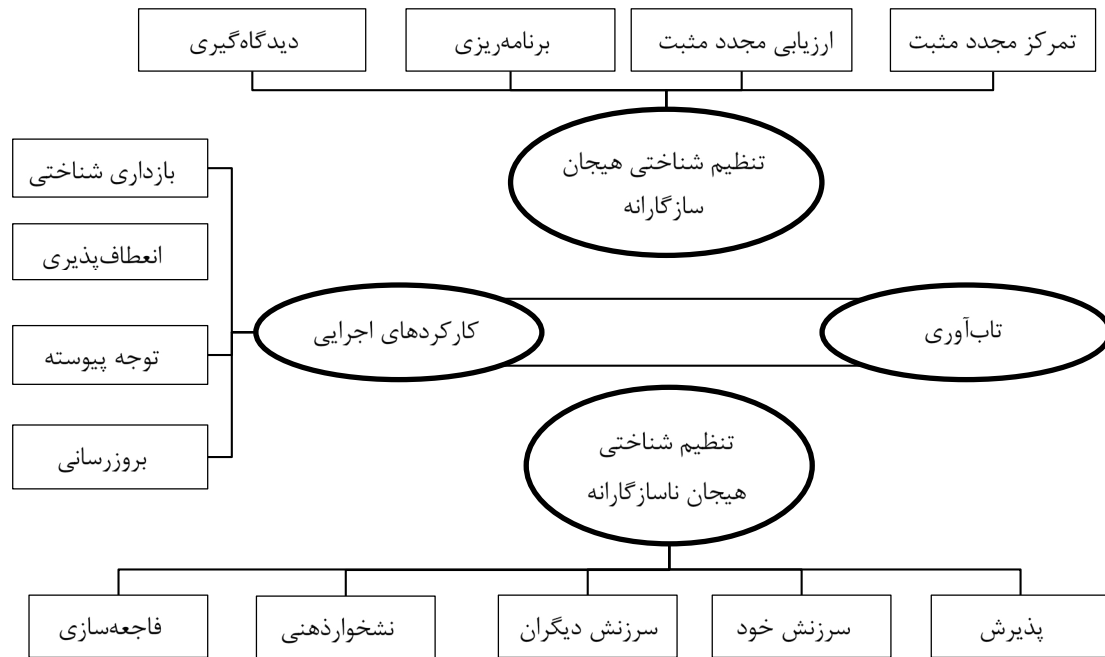 تمرکز مجدد مثبت
ارزیابی مجدد مثبت
برنامه‌ریزی
دیدگاه‌گیری
تنظیم شناختی هیجان
سازگارانه
بازداری شناختی
انعطاف‌پذیری
توجه پیوسته
بروزرسانی
تاب‌آوری
کارکردهای اجرایی
تنظیم شناختی
هیجان ناسازگارانه
پذیرش
سرزنش خود
سرزنش دیگران
نشخوارذهنی
فاجعه‌سازی